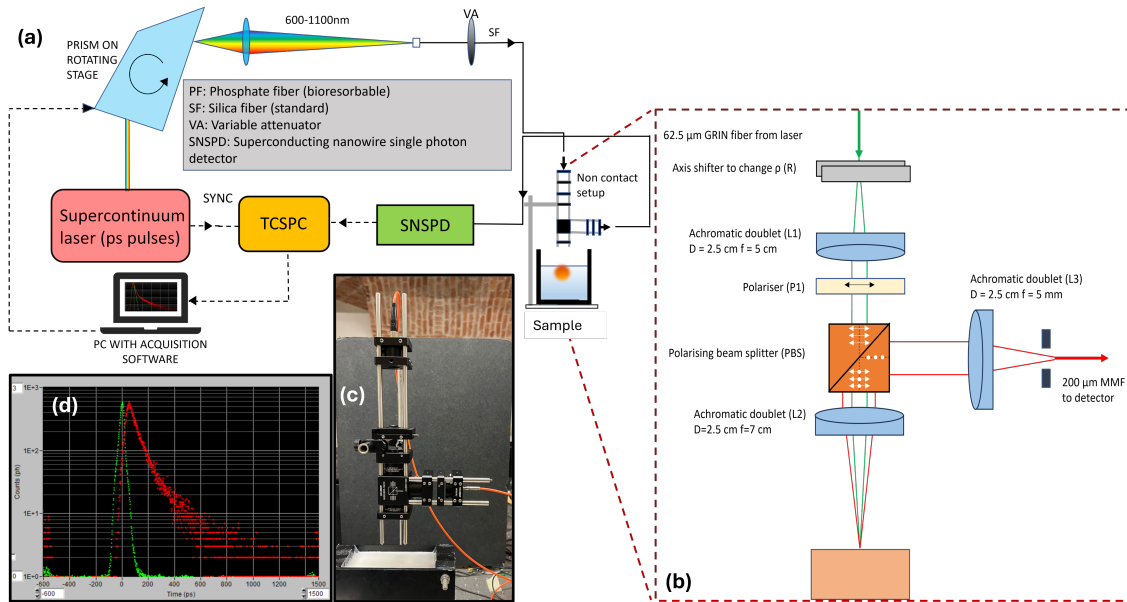 (a)
PRISM ON
ROTATING
STAGE
600-1100nm
VA
SF
PF: Phosphate fiber (bioresorbable)
SF: Silica fiber (standard)
VA: Variable attenuator
SNSPD: Superconducting nanowire single photon
detector
Supercontinuum
laser (ps pulses)
SYNC
TCSPC
SNSPD
Non contact
setup
Sample
PC WITH ACQUISITION
SOFTWARE
62.5 µm GRIN fiber from laser
Axis shifter to change ρ (R)
Achromatic doublet (L1)
D = 2.5 cm f = 5 cm
Polariser (P1)
Achromatic doublet (L3)
D = 2.5 cm f = 5 mm
Polarising beam splitter (PBS)
200 µm MMF
to detector
Achromatic doublet (L2)
D=2.5 cm f=7 cm
(b)
(c)
(d)
3
1E+3
1E+2
1E+1
1E+0
0
Counts (ph)
-600
-400
-200
0
200
400
600
800
1000
1200
1500
Time (ps)
-600
1500